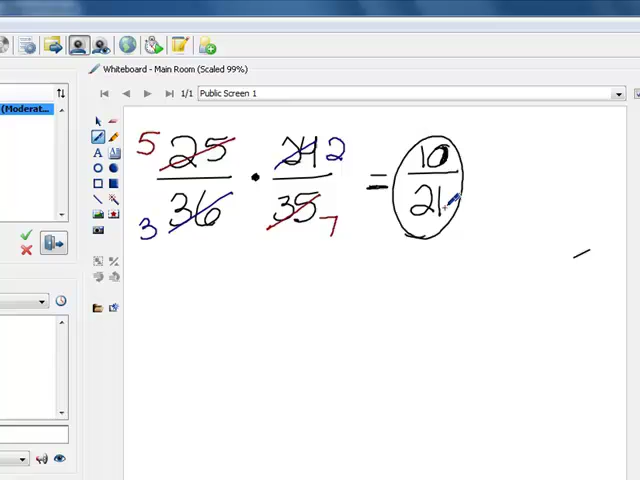 Whiteboard - Main Room (Scaled 99%)
1/1 Public Screen 1
(Moderat...
A A
5 25 · 24 2 = 10
3 36 35 7 21